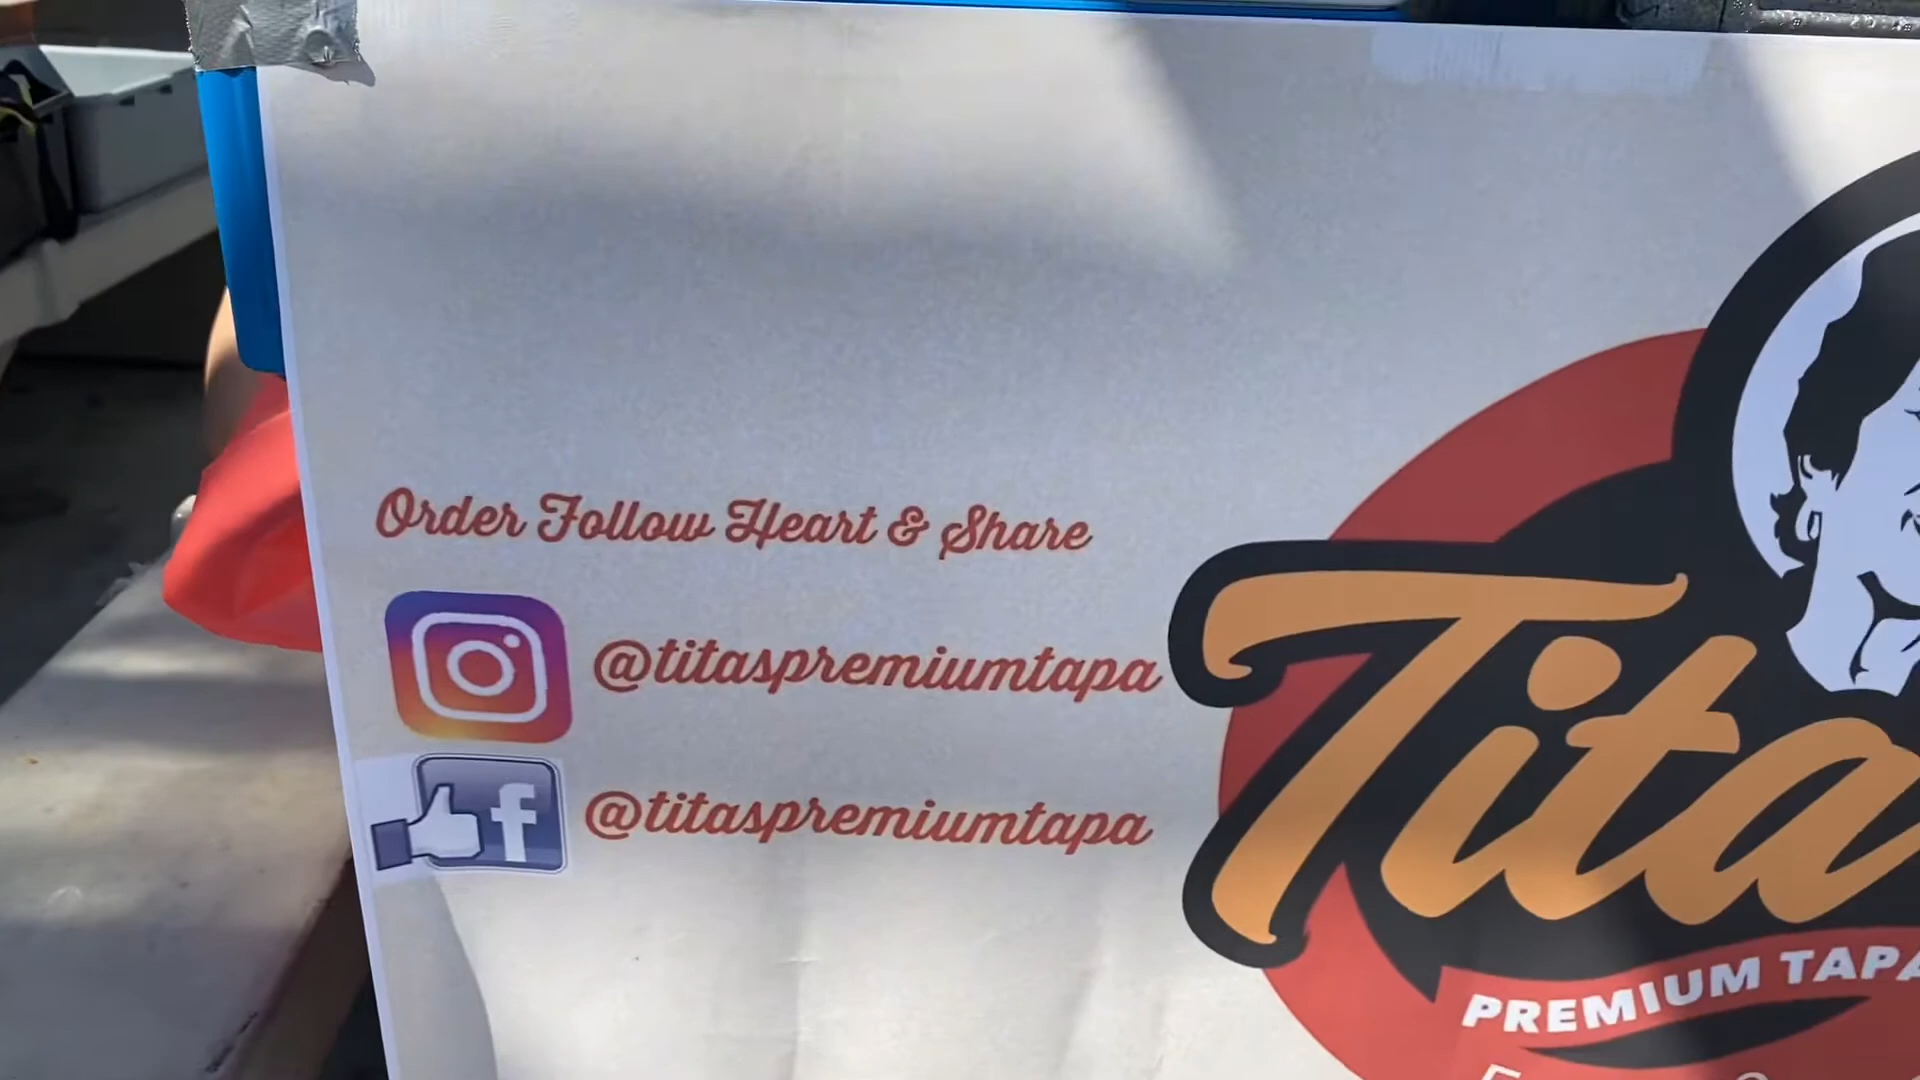 Order Follow Heart & Share
@titaspremiumtapa
f @titaspremiumtapa
Tita
PREMIUM TAPA